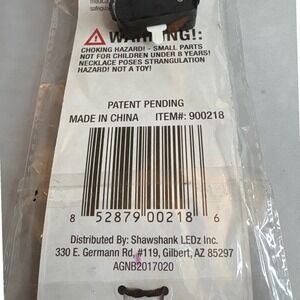 medica
safegua
WARNING!:
CHOKING HAZARD! - SMALL PARTS
NOT FOR CHILDREN UNDER 8 YEARS!
NECKLACE POSES STRANGULATION
HAZARD! NOT A TOY!
PATENT PENDING
MADE IN CHINA ITEM#: 900218
8 52879 00218 6
Distributed By: Shawshank LEDz Inc.
330 E. Germann Rd, #119, Gilbert, AZ 85297
AGNB2017020